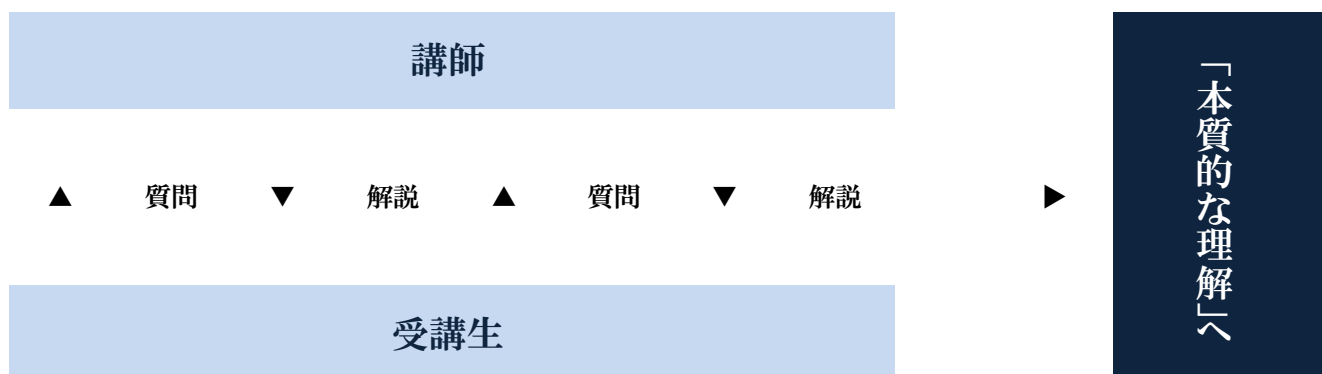 講師
▲ 質問 ▼ 解説 ▲ 質問 ▼ 解説 ▶
受講生
「本質的な理解」へ